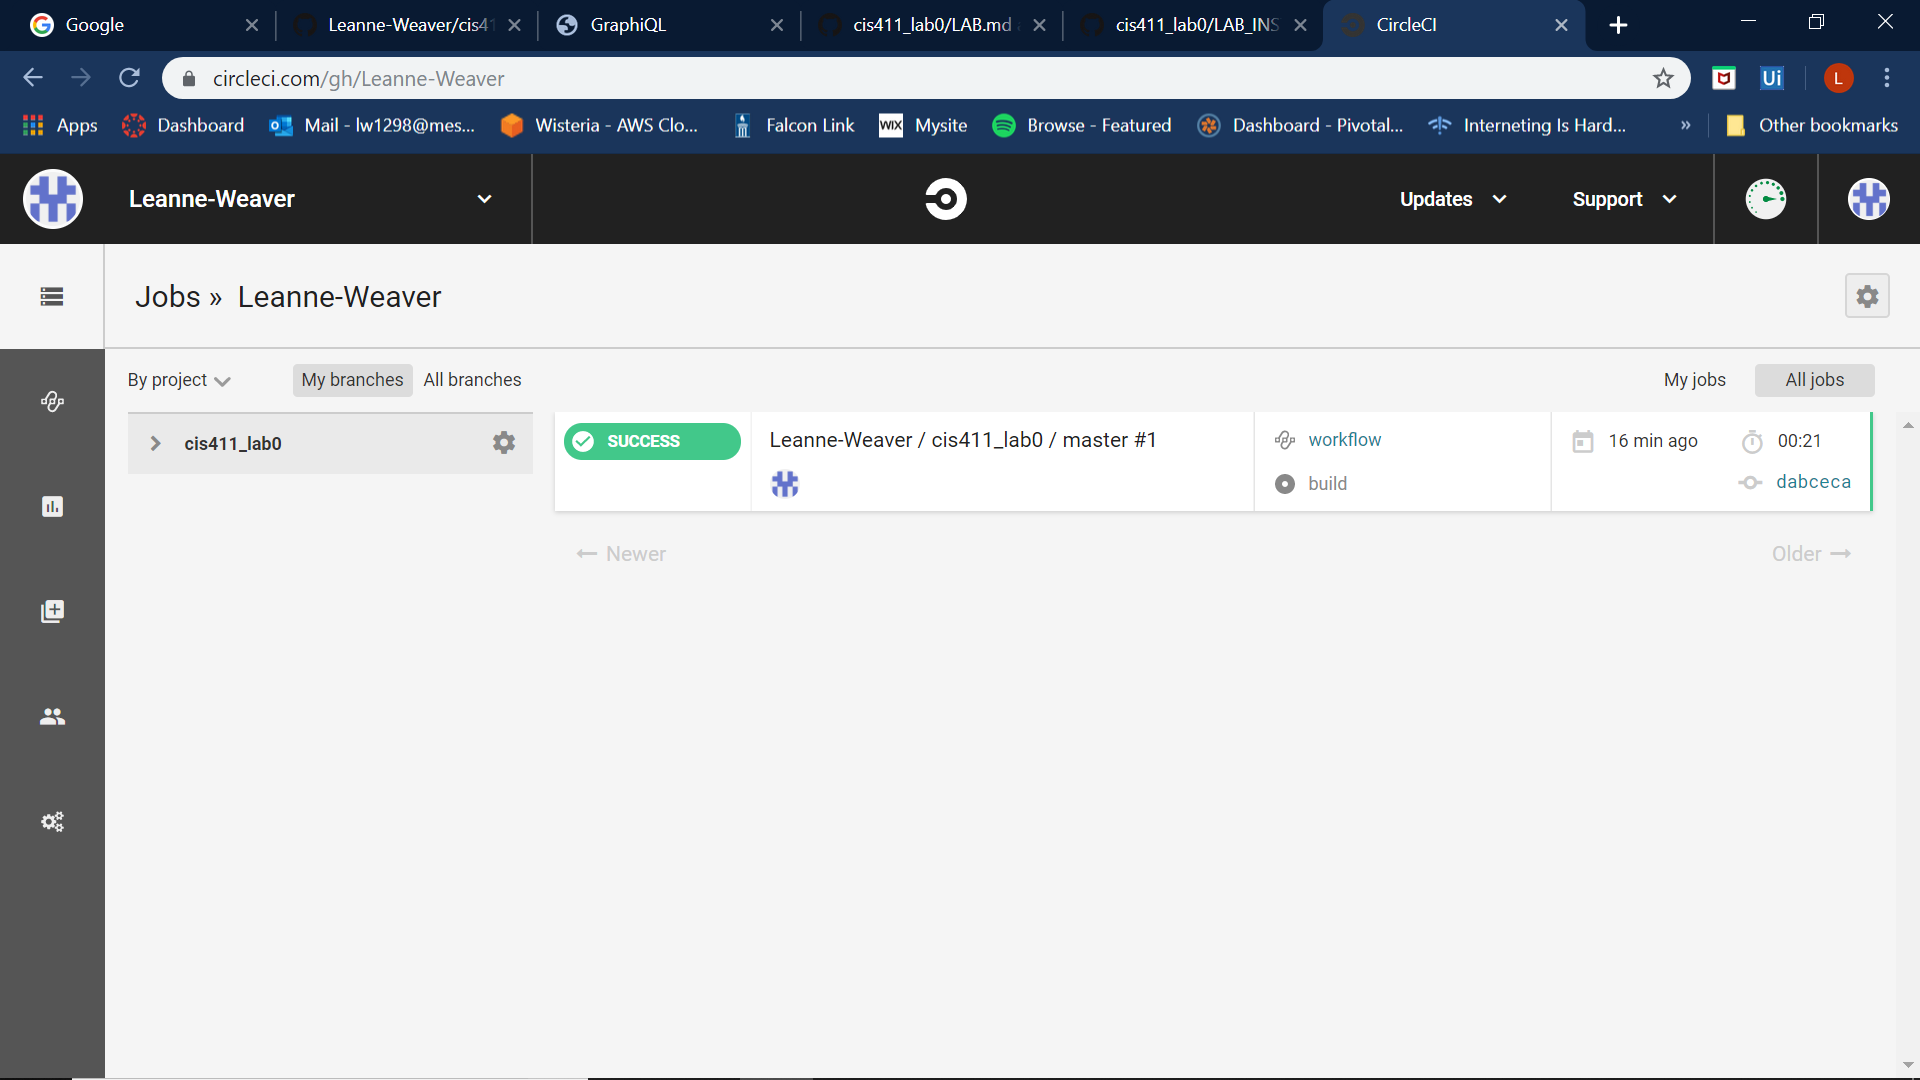 Google
Leanne-Weaver/cis41
GraphiQL
cis411_lab0/LAB.md
cis411_lab0/LAB_INS
CircleCI
circleci.com/gh/Leanne-Weaver
Ui
L
Apps
Dashboard
Mail - lw1298@mes...
Wisteria - AWS Clo...
Falcon Link
WIX
Mysite
Browse - Featured
Dashboard - Pivotal...
Interneting Is Hard...
»
Other bookmarks
Leanne-Weaver
Updates
Support
Jobs » Leanne-Weaver
By project
My branches
All branches
My jobs
All jobs
cis411_lab0
SUCCESS
Leanne-Weaver / cis411_lab0 / master #1
workflow
16 min ago
00:21
build
dabceca
← Newer
Older →